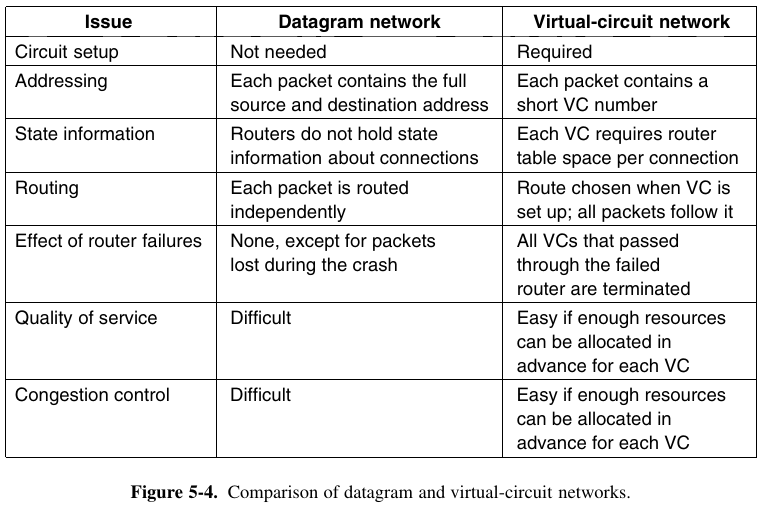 Issue Datagram network Virtual-circuit network
Circuit setup Not needed Required
Addressing Each packet contains the full Each packet contains a
source and destination address short VC number
State information Routers do not hold state Each VC requires router
information about connections table space per connection
Routing Each packet is routed Route chosen when VC is
independently set up; all packets follow it
Effect of router failures None, except for packets All VCs that passed
lost during the crash through the failed
router are terminated
Quality of service Difficult Easy if enough resources
can be allocated in
advance for each VC
Congestion control Difficult Easy if enough resources
can be allocated in
advance for each VC
Figure 5-4. Comparison of datagram and virtual-circuit networks.